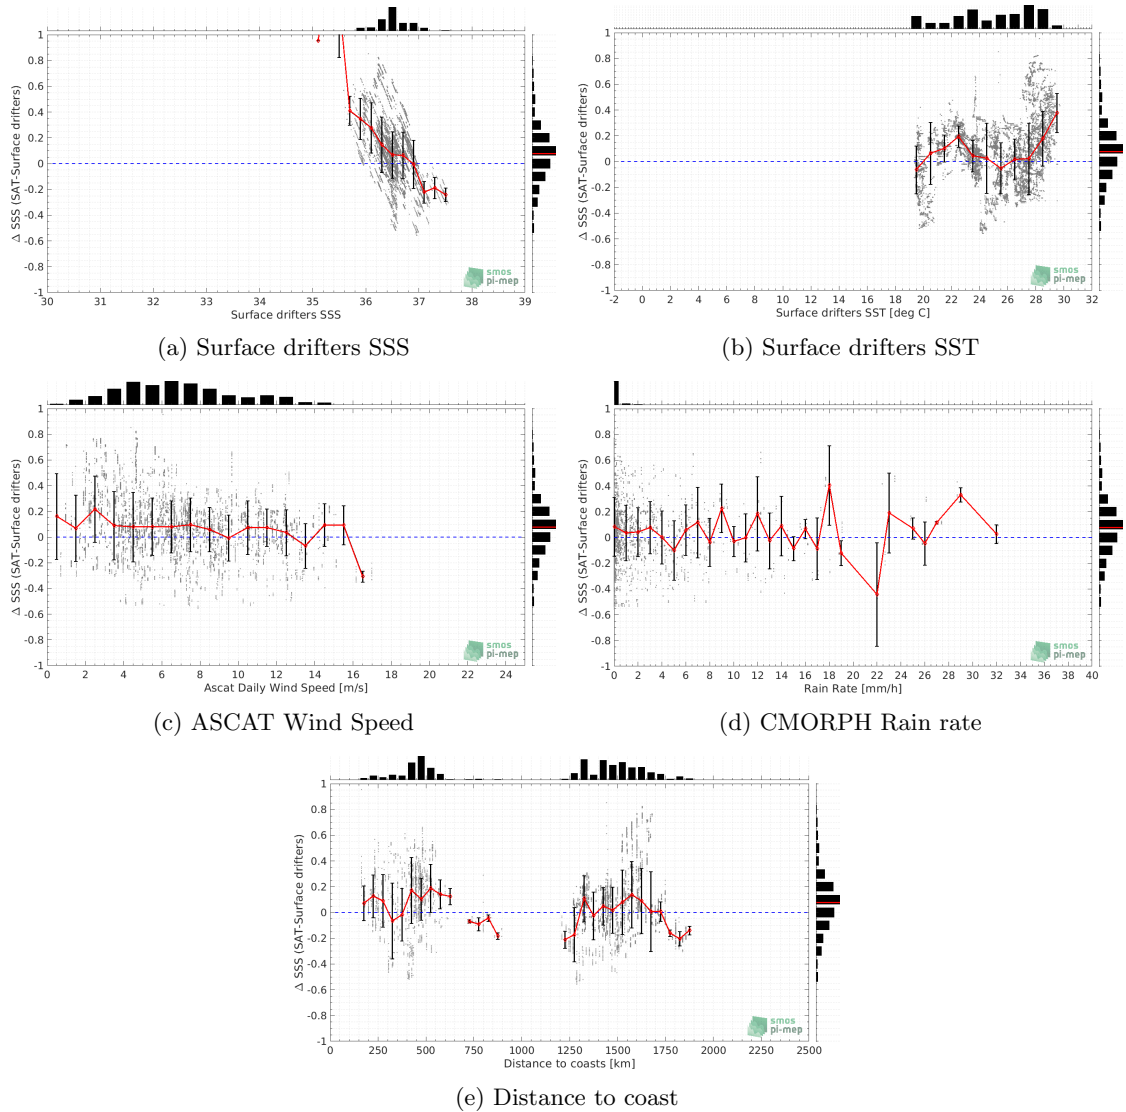 Δ SSS (SAT-Surface drifters)
1
0.8
0.6
0.4
0.2
0
-0.2
-0.4
-0.6
-0.8
-1
30 31 32 33 34 35 36 37 38 39
Surface drifters SSS
smos
pi-mep
(a) Surface drifters SSS
Δ SSS (SAT-Surface drifters)
1
0.8
0.6
0.4
0.2
0
-0.2
-0.4
-0.6
-0.8
-1
-2 0 2 4 6 8 10 12 14 16 18 20 22 24 26 28 30 32
Surface drifters SST [deg C]
smos
pi-mep
(b) Surface drifters SST
Δ SSS (SAT-Surface drifters)
1
0.8
0.6
0.4
0.2
0
-0.2
-0.4
-0.6
-0.8
-1
0 2 4 6 8 10 12 14 16 18 20 22 24
Ascat Daily Wind Speed [m/s]
smos
pi-mep
(c) ASCAT Wind Speed
Δ SSS (SAT-Surface drifters)
1
0.8
0.6
0.4
0.2
0
-0.2
-0.4
-0.6
-0.8
-1
0 2 4 6 8 10 12 14 16 18 20 22 24 26 28 30 32 34 36 38 40
Rain Rate [mm/h]
smos
pi-mep
(d) CMORPH Rain rate
Δ SSS (SAT-Surface drifters)
1
0.8
0.6
0.4
0.2
0
-0.2
-0.4
-0.6
-0.8
-1
0 250 500 750 1000 1250 1500 1750 2000 2250 2500
Distance to coasts [km]
smos
pi-mep
(e) Distance to coast